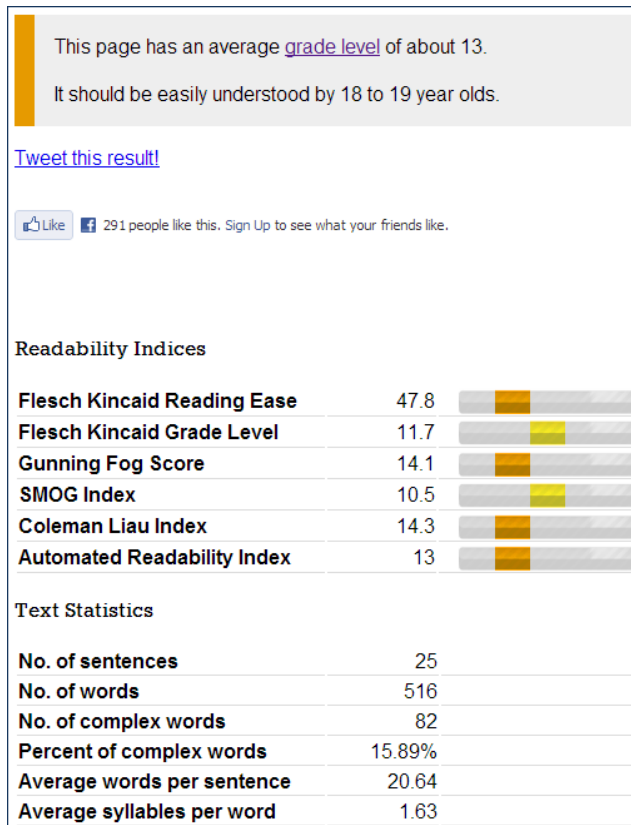 This page has an average grade level of about 13.
It should be easily understood by 18 to 19 year olds.
Tweet this result!
Like 291 people like this. Sign Up to see what your friends like.
Readability Indices
Flesch Kincaid Reading Ease 47.8
Flesch Kincaid Grade Level 11.7
Gunning Fog Score 14.1
SMOG Index 10.5
Coleman Liau Index 14.3
Automated Readability Index 13
Text Statistics
No. of sentences 25
No. of words 516
No. of complex words 82
Percent of complex words 15.89%
Average words per sentence 20.64
Average syllables per word 1.63